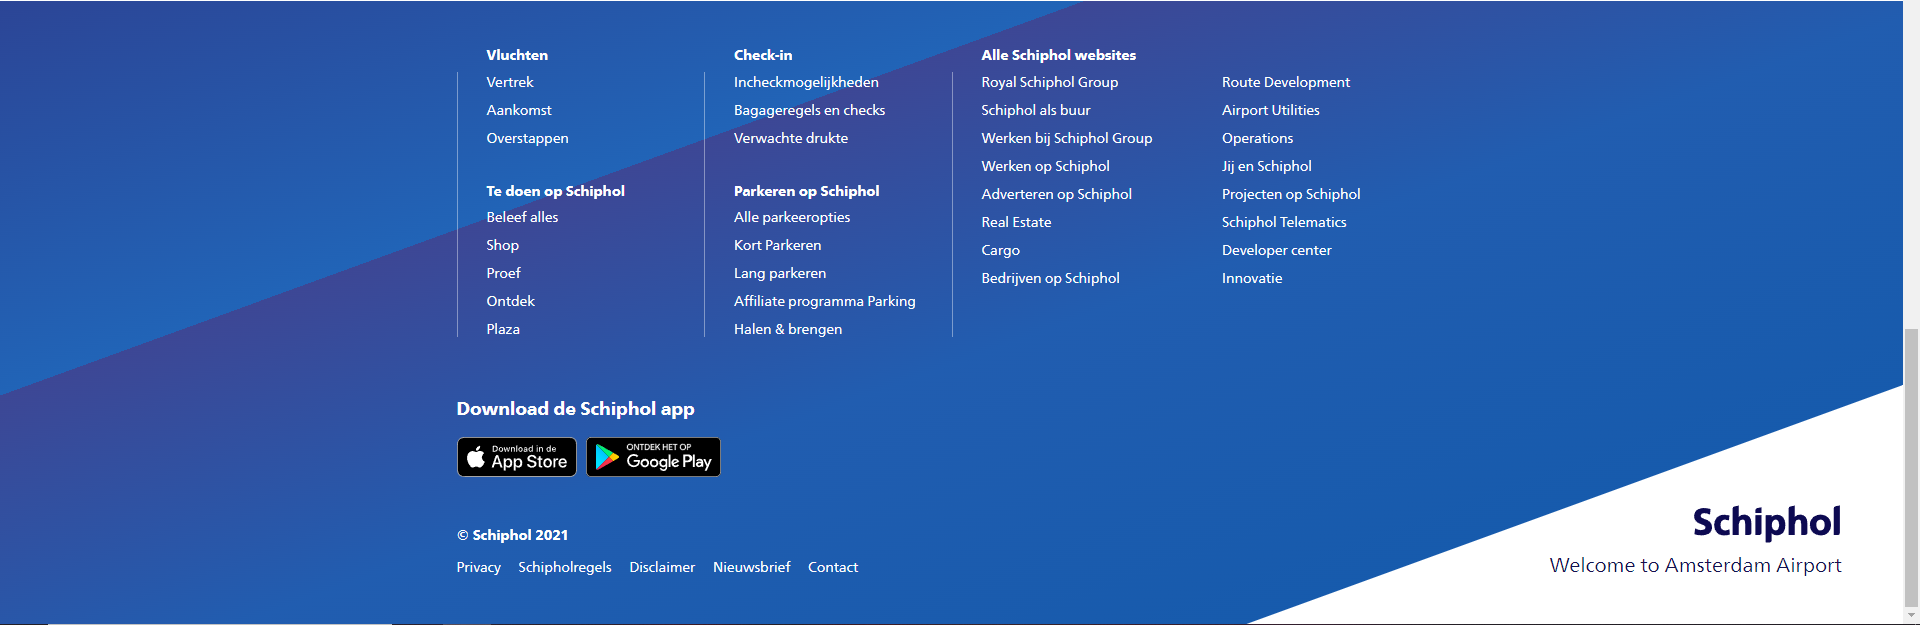 Vluchten
Vertrek
Aankomst
Overstappen
Te doen op Schiphol
Beleef alles
Shop
Proef
Ontdek
Plaza
Check-in
Incheckmogelijkheden
Bagageregels en checks
Verwachte drukte
Parkeren op Schiphol
Alle parkeeropties
Kort Parkeren
Lang parkeren
Affiliate programma Parking
Halen & brengen
Alle Schiphol websites
Royal Schiphol Group
Schiphol als buur
Werken bij Schiphol Group
Werken op Schiphol
Adverteren op Schiphol
Real Estate
Cargo
Bedrijven op Schiphol
Route Development
Airport Utilities
Operations
Jij en Schiphol
Projecten op Schiphol
Schiphol Telematics
Developer center
Innovatie
Download de Schiphol app
Download in de
App Store
ONTDEK HET OP
Google Play
© Schiphol 2021
Privacy Schipholregels Disclaimer Nieuwsbrief Contact
Schiphol
Welcome to Amsterdam Airport